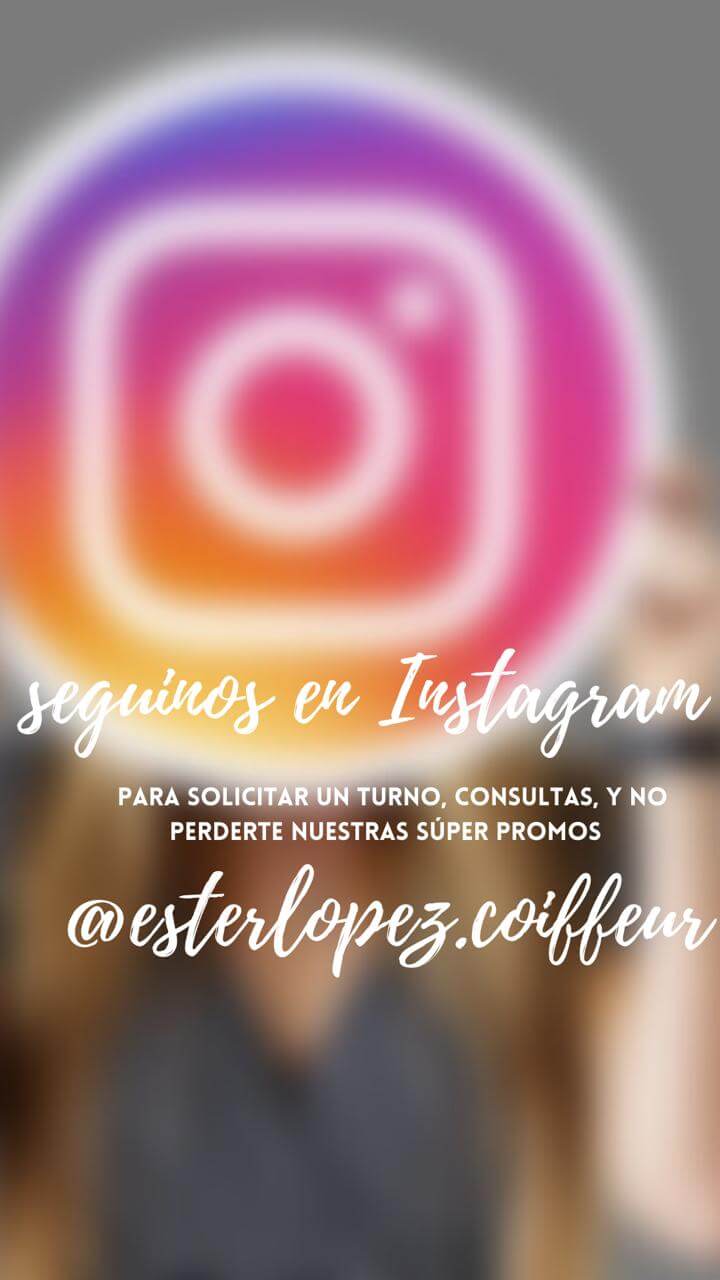 seguinos en Instagram
PARA SOLICITAR UN TURNO, CONSULTAS, Y NO
PERDERTE NUESTRAS SÚPER PROMOS
@esterlopez.coiffeur